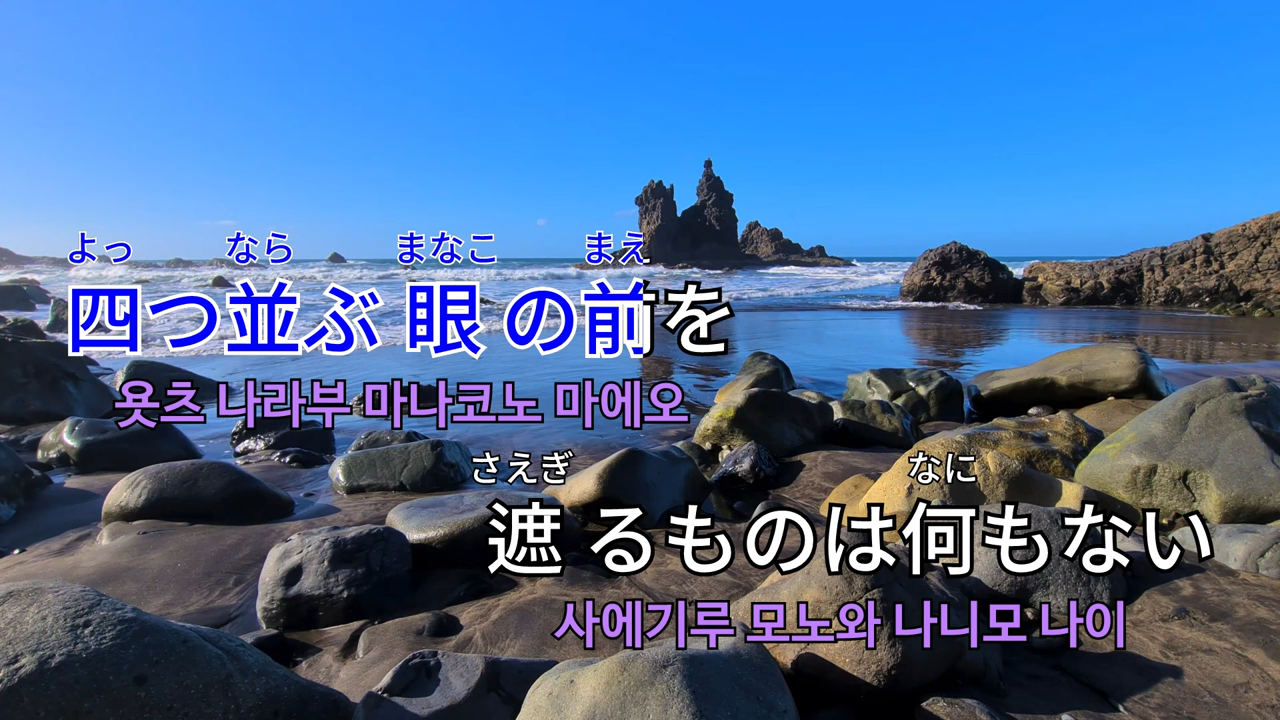 よっ なら まなこ まえ
四つ並ぶ 眼 の前を
욧츠 나라부 마나코노 마에오
さえぎ なに
遮 るものは何もない
사에기루 모노와 나니모 나이